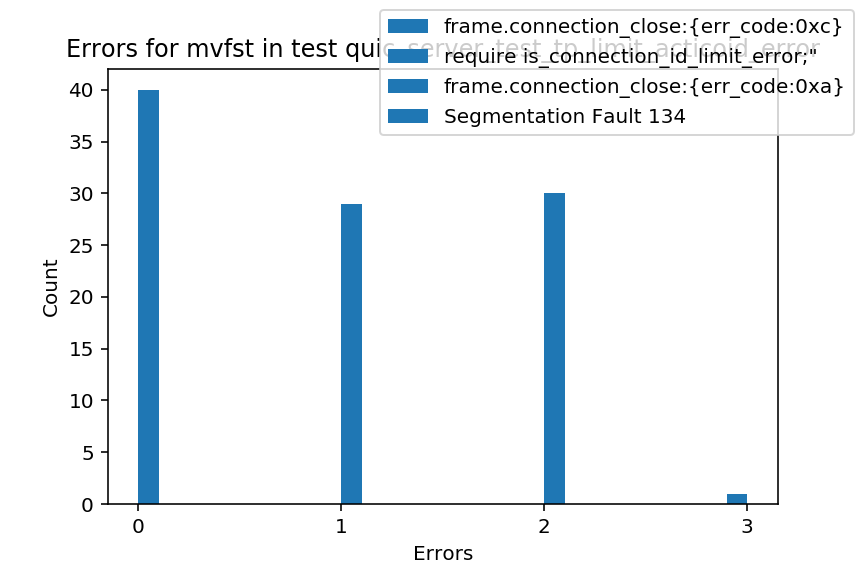 Errors for mvfst in test quic_server_test_tp_limit_acticoid_error
frame.connection_close:{err_code:0xc}
require is_connection_id_limit_error;"
frame.connection_close:{err_code:0xa}
Segmentation Fault 134
Count
40
35
30
25
20
15
10
5
0
0 1 2 3
Errors